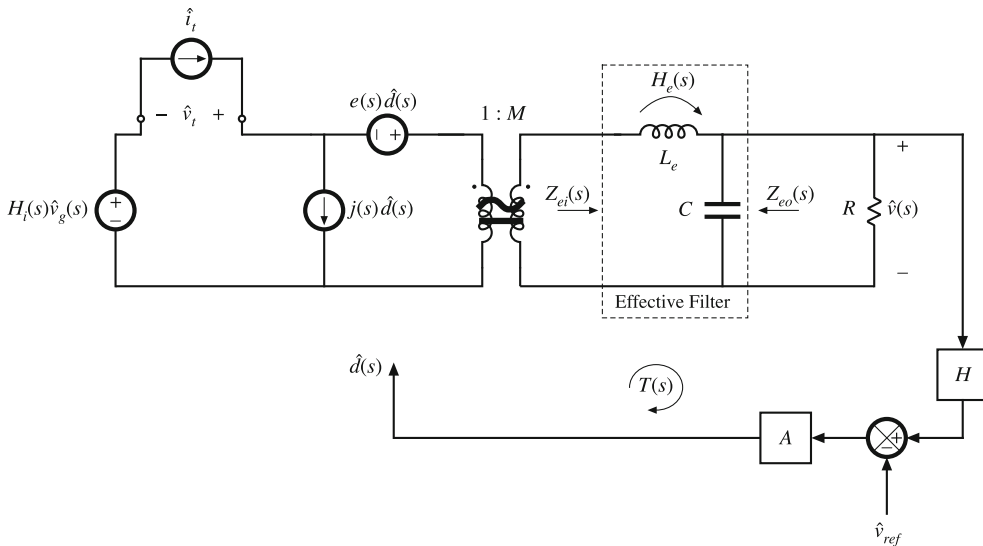 î_t
H_e(s)
− v̂_t +
e(s) d̂(s)
1 : M
− +
L_e
+
H_i(s)v̂_g(s)
+
−
j(s) d̂(s)
Z_ei(s)
C
Z_eo(s)
R
v̂(s)
−
Effective Filter
d̂(s)
T(s)
H
A
+
−
v̂_ref